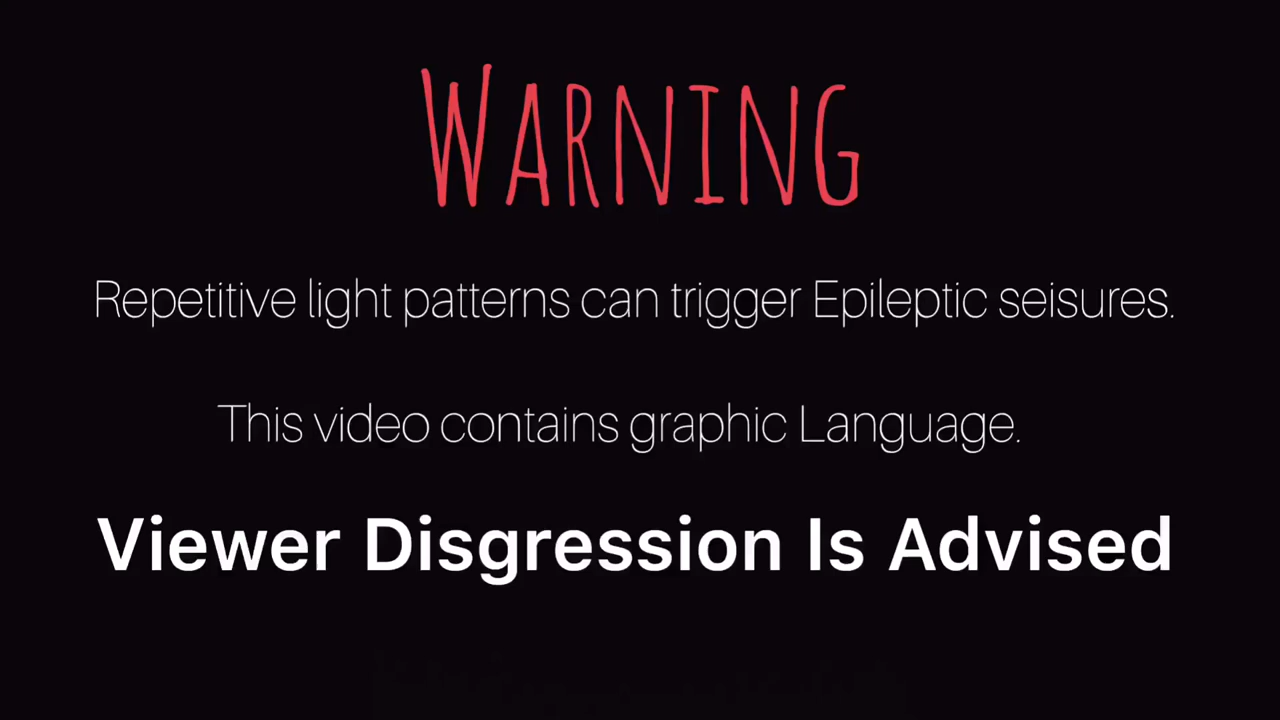 Warning
Repetitive light patterns can trigger Epileptic seisures.
This video contains graphic Language.
Viewer Disgression Is Advised